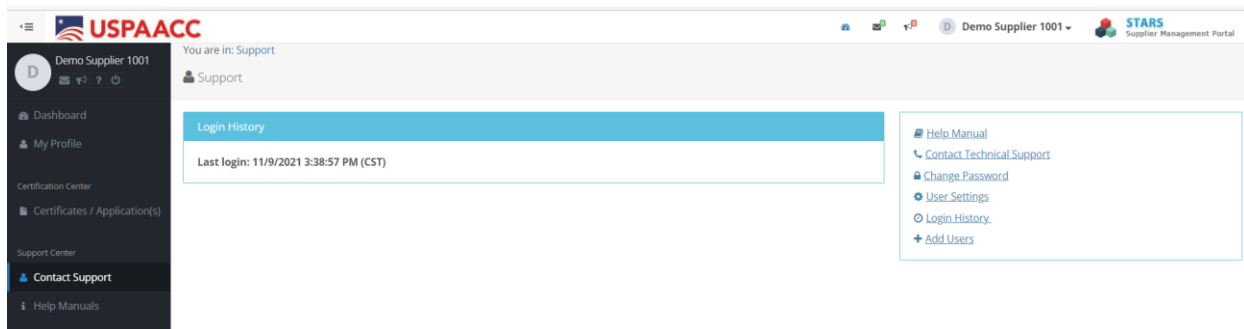 USPAACC
0
0
D
Demo Supplier 1001
STARS
Supplier Management Portal
D
Demo Supplier 1001
?
Dashboard
My Profile
Certification Center
Certificates / Application(s)
Support Center
Contact Support
Help Manuals
You are in: Support
Support
Login History
Last login: 11/9/2021 3:38:57 PM (CST)
Help Manual
Contact Technical Support
Change Password
User Settings
Login History
Add Users